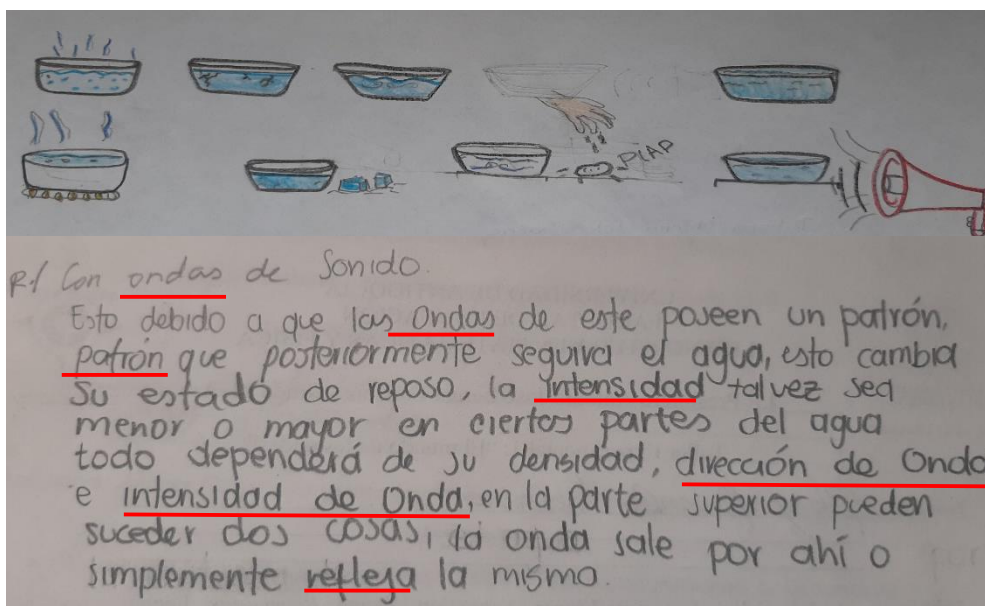 PLAP
R./ Con ondas de Sonido.
Esto debido a que las ondas de este poseen un patrón,
patrón que posteriormente seguira el agua, esto cambia
su estado de reposo, la intensidad talvez sea
menor o mayor en ciertos partes del agua
todo dependerá de su densidad, dirección de Onda
e intensidad de Onda, en la parte superior pueden
suceder dos cosas, la onda sale por ahí o
simplemente refleja la mismo.